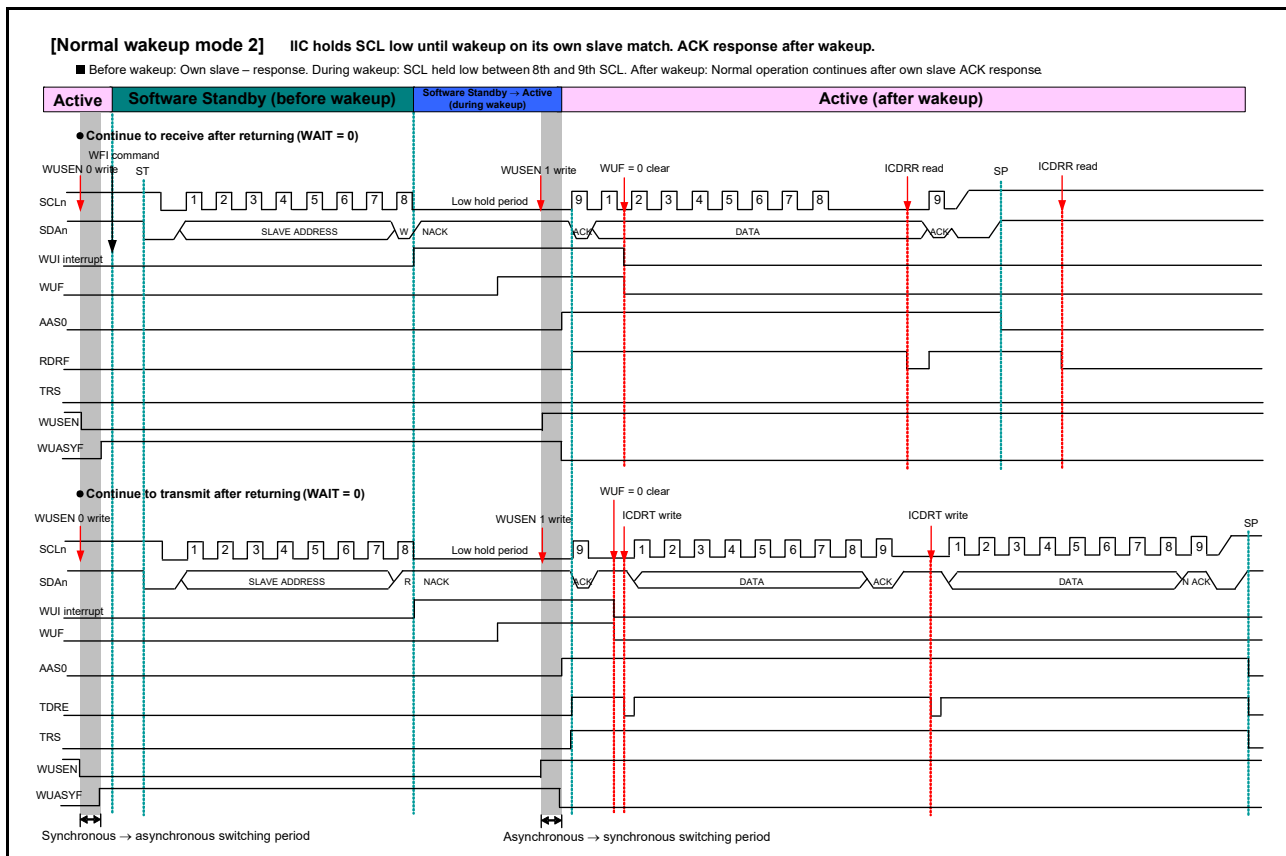 [Normal wakeup mode 2] IIC holds SCL low until wakeup on its own slave match. ACK response after wakeup.
■ Before wakeup: Own slave – response. During wakeup: SCL held low between 8th and 9th SCL. After wakeup: Normal operation continues after own slave ACK response.
Active Software Standby (before wakeup) Software Standby → Active (during wakeup) Active (after wakeup)
● Continue to receive after returning (WAIT = 0)
WFI command
WUSEN 0 write ST WUSEN 1 write WUF = 0 clear ICDRR read SP ICDRR read
SCLn 1 2 3 4 5 6 7 8 Low hold period 9 1 2 3 4 5 6 7 8 9
SDAn SLAVE ADDRESS W NACK ACK DATA ACK
WUI interrupt
WUF
AAS0
RDRF
TRS
WUSEN
WUASYF
● Continue to transmit after returning (WAIT = 0)
WUF = 0 clear
WUSEN 0 write WUSEN 1 write ICDRT write ICDRT write SP
SCLn 1 2 3 4 5 6 7 8 Low hold period 9 1 2 3 4 5 6 7 8 9 1 2 3 4 5 6 7 8 9
SDAn SLAVE ADDRESS R NACK ACK DATA ACK DATA N ACK
WUI interrupt
WUF
AAS0
TDRE
TRS
WUSEN
WUASYF
Synchronous → asynchronous switching period Asynchronous → synchronous switching period